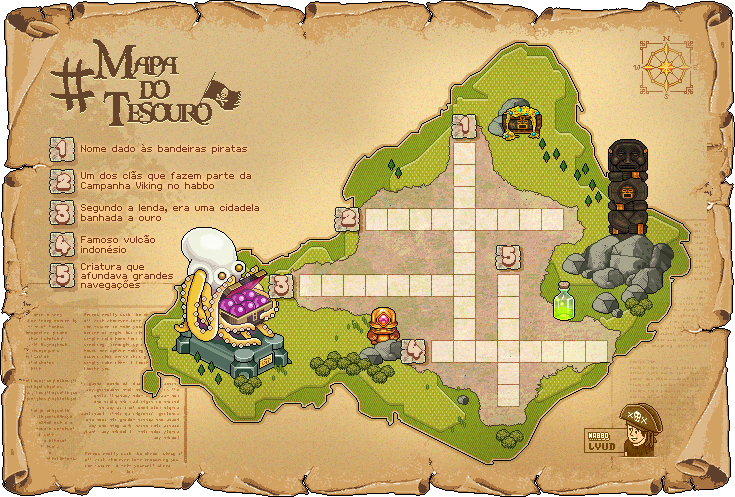 #MAPA
DO
TESOURO
N
W E
S
1 Nome dado às bandeiras piratas
2 Um dos clãs que fazem parte da
Campanha Viking no habbo
3 Segundo a lenda, era uma cidadela
banhada a ouro
4 Famoso vulcão
indonésio
5 Criatura que
afundava grandes
navegações
1
2
5
3
4
HABBO
LYUD